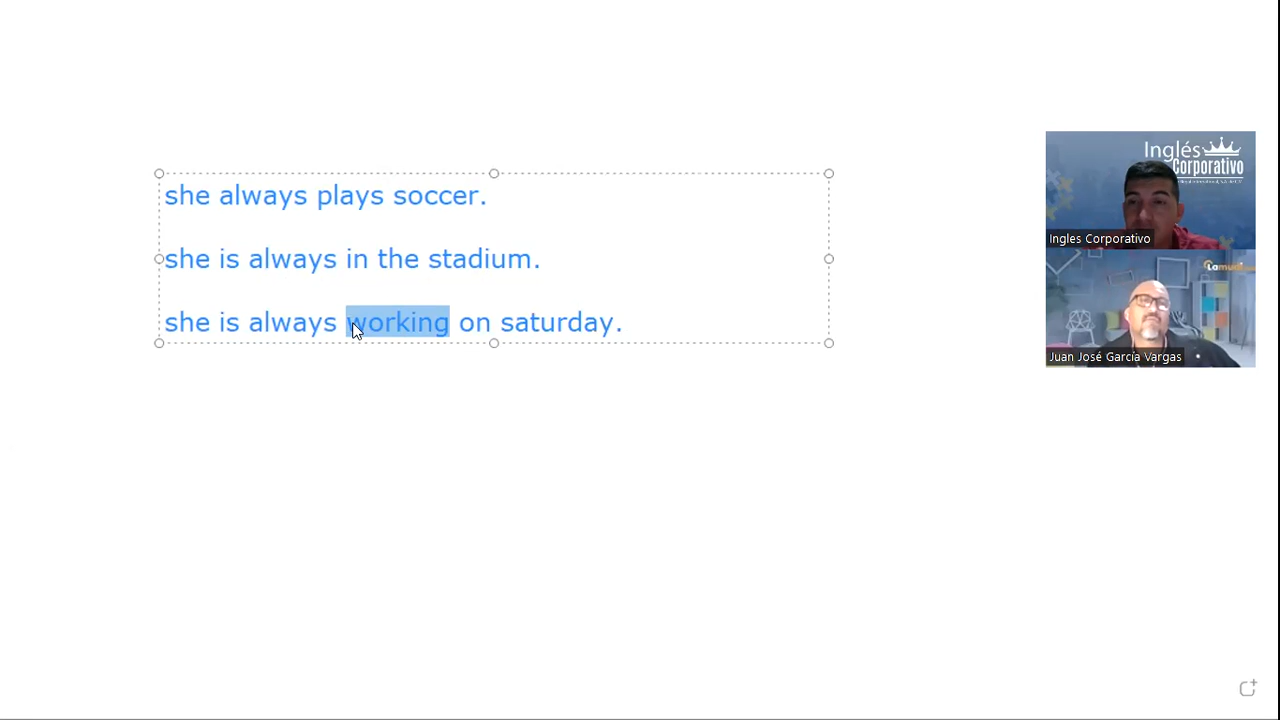 she always plays soccer.
she is always in the stadium.
she is always working on saturday.
Inglés
Corporativo
Ingles Corporativo
Juan José García Vargas